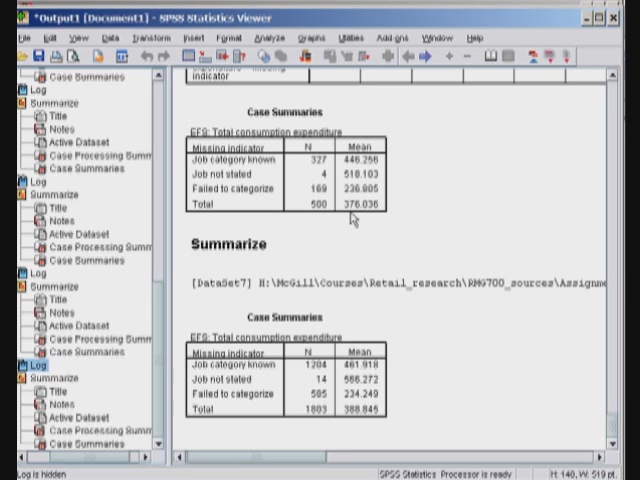 *Output1 [Document1] - SPSS Statistics Viewer
File Edit View Data Transform Insert Format Analyze Graphs Utilities Add-ons Window Help
Case Summaries
Log
Summarize
Title
Notes
Active Dataset
Case Processing Summ
Case Summaries
Log
Summarize
Title
Notes
Active Dataset
Case Processing Summ
Case Summaries
Log
Summarize
Title
Notes
Active Dataset
Case Processing Summ
Case Summaries
Log
Summarize
Title
Notes
Active Dataset
Case Processing Summ
Case Summaries
indicator
Case Summaries
EFS: Total consumption expenditure
Missing indicator N Mean
Job category known 327 446.256
Job not stated 4 518.103
Failed to categorize 169 236.905
Total 500 376.036
Summarize
[DataSet7] H:\McGill\Courses\Retail_research\RMG700_sources\Assignme
Case Summaries
EFS: Total consumption expenditure
Missing indicator N Mean
Job category known 1204 461.918
Job not stated 14 566.272
Failed to categorize 585 234.249
Total 1803 388.845
Log is hidden
SPSS Statistics Processor is ready
H: 140, W: 519 pt.